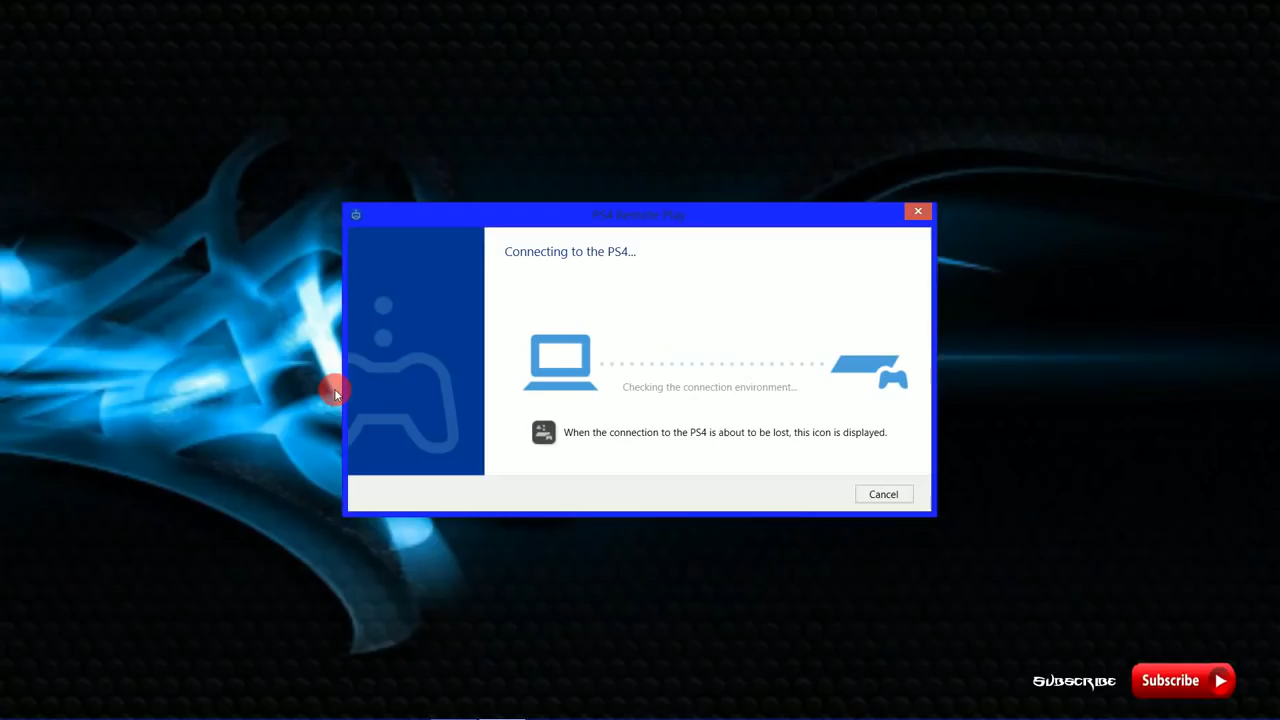 PS4 Remote Play
Connecting to the PS4...
Checking the connection environment...
When the connection to the PS4 is about to be lost, this icon is displayed.
Cancel
SUBSCRIBE
Subscribe